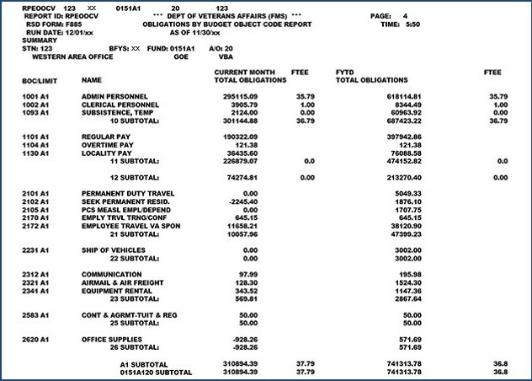 RPEOOCV 123 XX 0151A1 20 123
REPORT ID: RPEOOCV *** DEPT OF VETERANS AFFAIRS (FMS) *** PAGE: 4
RSD FORM: F885 OBLIGATIONS BY BUDGET OBJECT CODE REPORT TIME: 5:50
RUN DATE: 12/01/xx AS OF 11/30/xx
SUMMARY
STN: 123 BFYS: XX FUND: 0151A1 A/O: 20
WESTERN AREA OFFICE GOE VBA
CURRENT MONTH FTEE FYTD FTEE
BOC/LIMIT NAME TOTAL OBLIGATIONS TOTAL OBLIGATIONS
1001 A1 ADMIN PERSONNEL 295115.09 35.79 618114.81 35.79
1002 A1 CLERICAL PERSONNEL 3905.79 1.00 8344.49 1.00
1093 A1 SUBSISTENCE, TEMP 2124.00 0.00 60963.92 0.00
10 SUBTOTAL: 301144.88 36.79 687423.22 36.79
1101 A1 REGULAR PAY 190322.09 397942.86
1104 A1 OVERTIME PAY 121.38 121.38
1130 A1 LOCALITY PAY 36435.60 76088.58
11 SUBTOTAL: 226879.07 0.0 474152.82 0.0
12 SUBTOTAL: 74274.81 0.00 213270.40 0.00
2101 A1 PERMANENT DUTY TRAVEL 0.00 5049.33
2102 A1 SEEK PERMANENT RESID. -2245.40 1876.10
2105 A1 PCS MEASL EMPL/DEPEND 0.00 1707.75
2170 A1 EMPLY TRVL TRNG/CONF 645.15 645.15
2172 A1 EMPLOYEE TRAVEL VA SPON 11658.21 38120.90
21 SUBTOTAL: 10057.96 47399.23
2231 A1 SHIP OF VEHICLES 0.00 3002.00
22 SUBTOTAL: 0.00 3002.00
2312 A1 COMMUNICATION 97.99 195.98
2321 A1 AIRMAIL & AIR FREIGHT 128.30 1524.30
2341 A1 EQUIPMENT RENTAL 343.52 1147.36
23 SUBTOTAL: 569.81 2867.64
2583 A1 CONT & AGRMT-TUIT & REG 50.00 50.00
25 SUBTOTAL: 50.00 50.00
2620 A1 OFFICE SUPPLIES -928.26 571.69
26 SUBTOTAL: -928.26 571.69
A1 SUBTOTAL 310894.39 37.79 741313.78 36.8
0151A120 SUBTOTAL 310894.39 37.79 741313.78 36.8